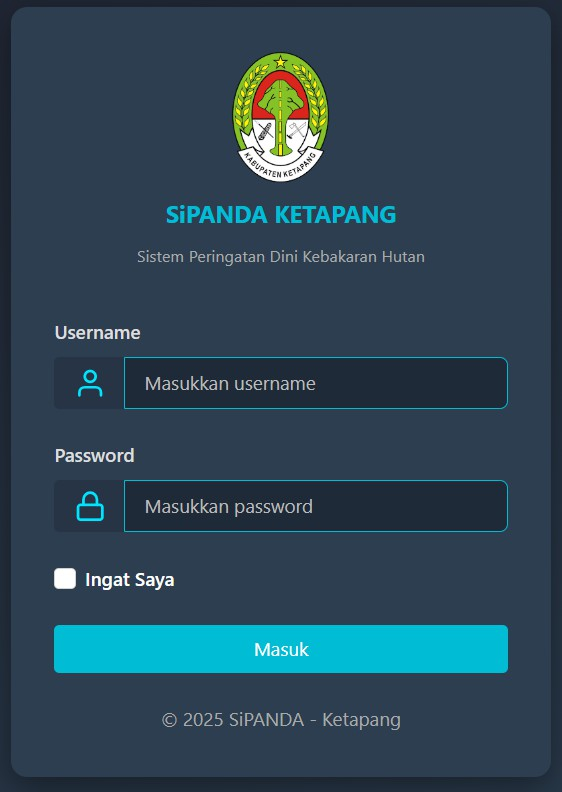 KABUPATEN KETAPANG
SiPANDA KETAPANG
Sistem Peringatan Dini Kebakaran Hutan
Username
Masukkan username
Password
Masukkan password
Ingat Saya
Masuk
© 2025 SiPANDA - Ketapang